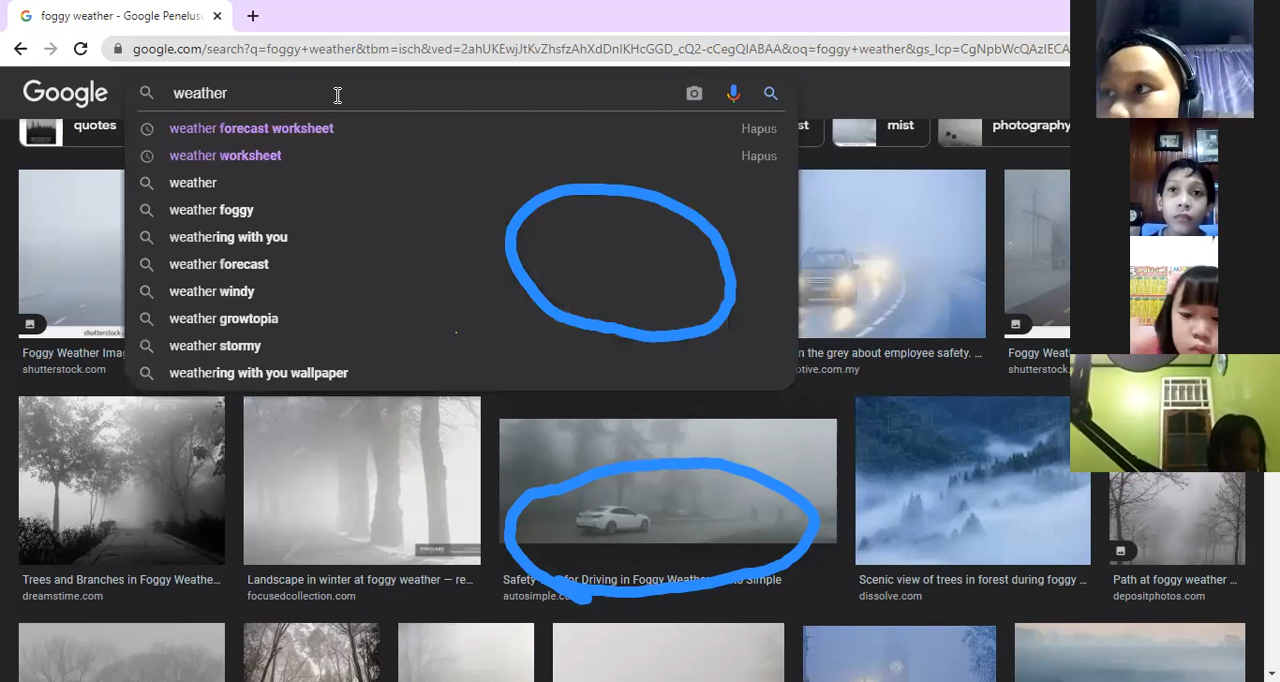 foggy weather - Google Penelus
google.com/search?q=foggy+weather&tbm=isch&ved=2ahUKEwjJtKvZhsfzAhXdDnIKHcGGD_cQ2-cCegQIABAA&oq=foggy+weather&gs_lcp=CgNpbWcQAzIECA
Google
weather
quotes
st
mist
photography
weather forecast worksheet
Hapus
weather worksheet
Hapus
weather
weather foggy
weathering with you
weather forecast
weather windy
weather growtopia
weather stormy
weathering with you wallpaper
shutterstock.c
Foggy Weather Imag
shutterstock.com
n the grey about employee safety. ...
otive.com.my
Foggy Weat
shutterstock.
Trees and Branches in Foggy Weathe...
dreamstime.com
Landscape in winter at foggy weather — re...
focusedcollection.com
Safety for Driving in Foggy Weather Simple
autosimple.co
Scenic view of trees in forest during foggy ...
dissolve.com
Path at foggy weather ...
depositphotos.com